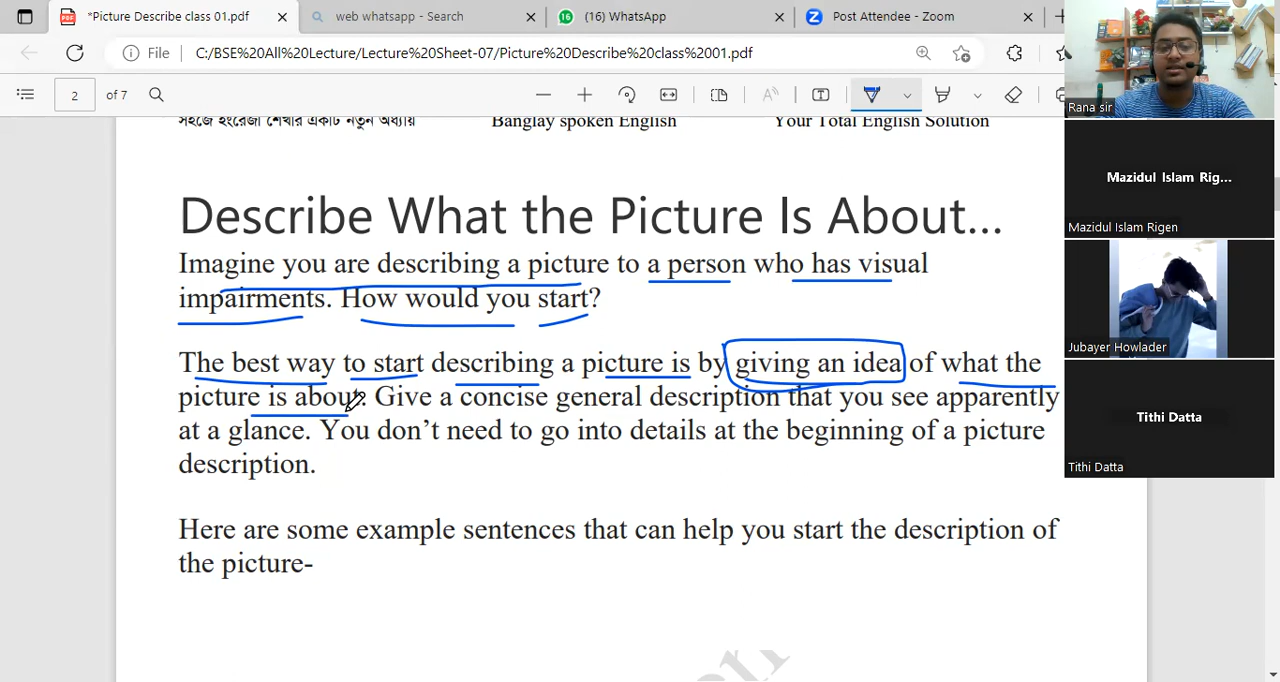 *Picture Describe class 01.pdf
web whatsapp - Search
16
(16) WhatsApp
Post Attendee - Zoom
File
C:/BSE%20All%20Lecture/Lecture%20Sheet-07/Picture%20Describe%20class%2001.pdf
2
of 7
সহজে ইংরেজী শেখার একটি নতুন অধ্যায়
Banglay spoken English
Your Total English Solution
Describe What the Picture Is About...
Imagine you are describing a picture to a person who has visual
impairments. How would you start?
The best way to start describing a picture is by giving an idea of what the
picture is about. Give a concise general description that you see apparently
at a glance. You don’t need to go into details at the beginning of a picture
description.
Here are some example sentences that can help you start the description of
the picture-
Rana sir
Mazidul Islam Rig...
Mazidul Islam Rigen
Jubayer Howlader
Tithi Datta
Tithi Datta